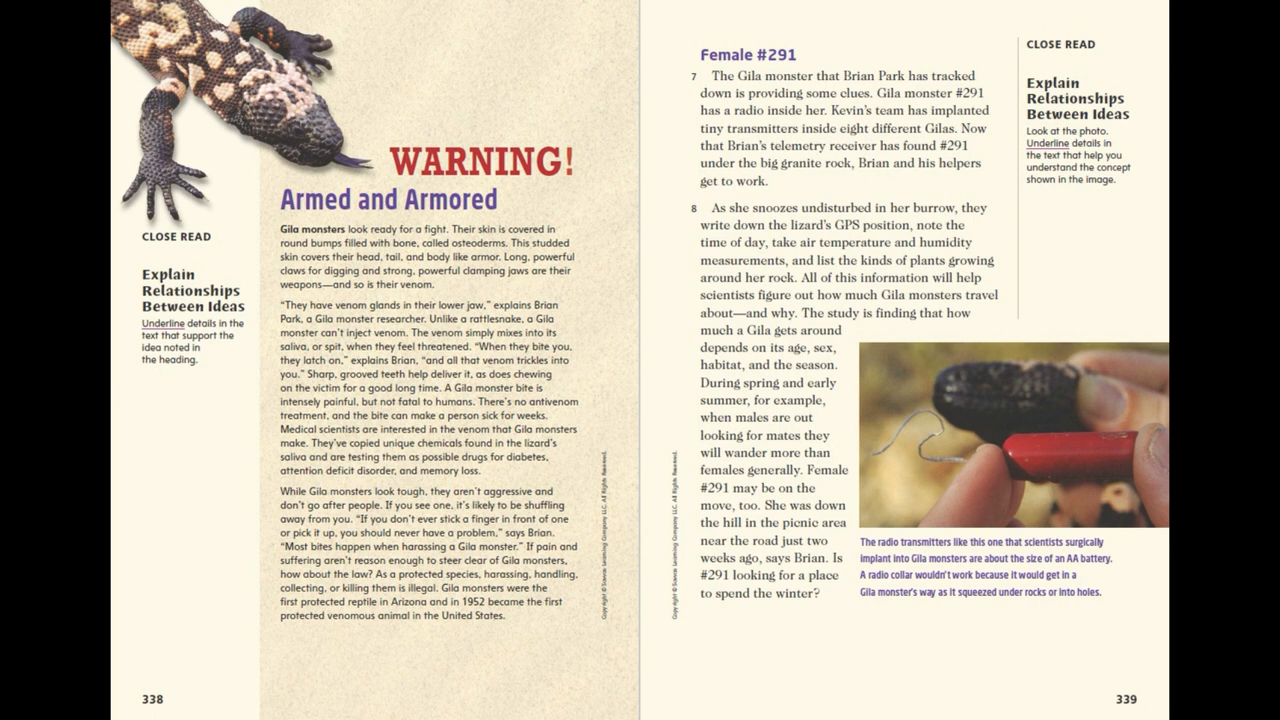 WARNING!
Armed and Armored
Gila monsters look ready for a fight. Their skin is covered in
round bumps filled with bone, called osteoderms. This studded
skin covers their head, tail, and body like armor. Long, powerful
claws for digging and strong, powerful clamping jaws are their
weapons—and so is their venom.
“They have venom glands in their lower jaw,” explains Brian
Park, a Gila monster researcher. Unlike a rattlesnake, a Gila
monster can’t inject venom. The venom simply mixes into its
saliva, or spit, when they feel threatened. “When they bite you,
they latch on,” explains Brian, “and all that venom trickles into
you.” Sharp, grooved teeth help deliver it, as does chewing
on the victim for a good long time. A Gila monster bite is
intensely painful, but not fatal to humans. There’s no antivenom
treatment, and the bite can make a person sick for weeks.
Medical scientists are interested in the venom that Gila monsters
make. They’ve copied unique chemicals found in the lizard’s
saliva and are testing them as possible drugs for diabetes,
attention deficit disorder, and memory loss.
While Gila monsters look tough, they aren’t aggressive and
don’t go after people. If you see one, it’s likely to be shuffling
away from you. “If you don’t ever stick a finger in front of one
or pick it up, you should never have a problem,” says Brian.
“Most bites happen when harassing a Gila monster.” If pain and
suffering aren’t reason enough to steer clear of Gila monsters,
how about the law? As a protected species, harassing, handling,
collecting, or killing them is illegal. Gila monsters were the
first protected reptile in Arizona and in 1952 became the first
protected venomous animal in the United States.
CLOSE READ
Explain
Relationships
Between Ideas
Underline details in the
text that support the
idea noted in
the heading.
Copyright © Savvas Learning Company LLC. All Rights Reserved.
338
Female #291
7 The Gila monster that Brian Park has tracked
down is providing some clues. Gila monster #291
has a radio inside her. Kevin’s team has implanted
tiny transmitters inside eight different Gilas. Now
that Brian’s telemetry receiver has found #291
under the big granite rock, Brian and his helpers
get to work.
8 As she snoozes undisturbed in her burrow, they
write down the lizard’s GPS position, note the
time of day, take air temperature and humidity
measurements, and list the kinds of plants growing
around her rock. All of this information will help
scientists figure out how much Gila monsters travel
about—and why. The study is finding that how
much a Gila gets around
depends on its age, sex,
habitat, and the season.
During spring and early
summer, for example,
when males are out
looking for mates they
will wander more than
females generally. Female
#291 may be on the
move, too. She was down
the hill in the picnic area
near the road just two
weeks ago, says Brian. Is
#291 looking for a place
to spend the winter?
CLOSE READ
Explain
Relationships
Between Ideas
Look at the photo.
Underline details in
the text that help you
understand the concept
shown in the image.
The radio transmitters like this one that scientists surgically
implant into Gila monsters are about the size of an AA battery.
A radio collar wouldn’t work because it would get in a
Gila monster’s way as it squeezed under rocks or into holes.
Copyright © Savvas Learning Company LLC. All Rights Reserved.
339